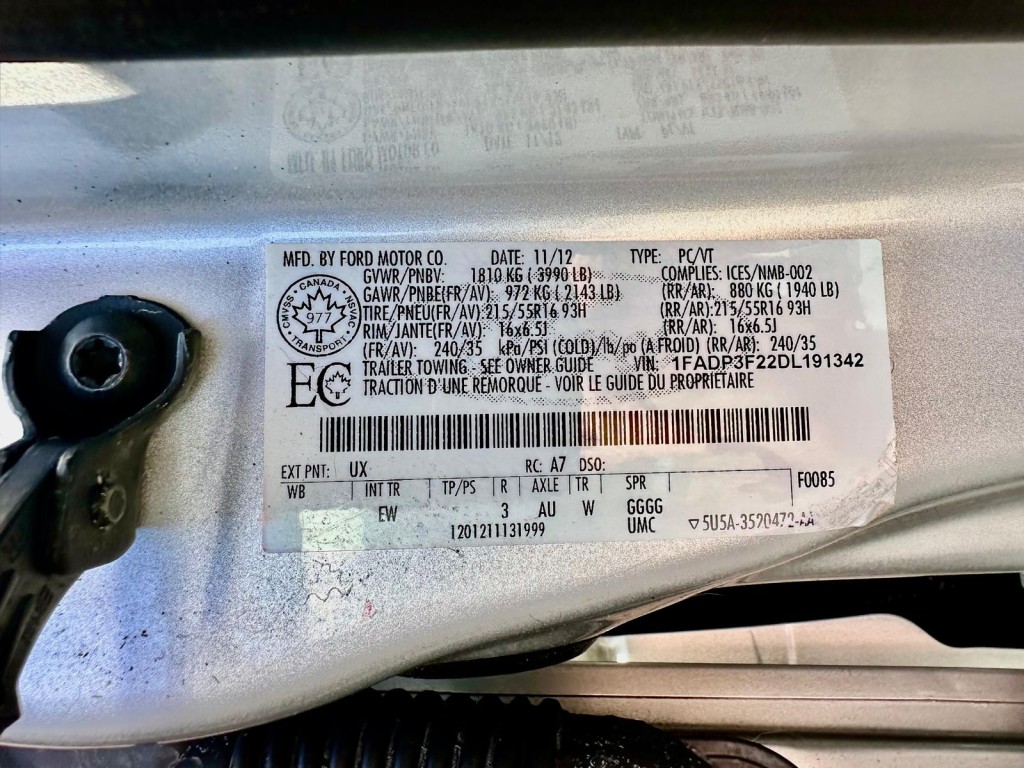 MFD. BY FORD MOTOR CO. DATE: 11/12 TYPE: PC/VT
GVWR/PNBV: 1810 KG ( 3990 LB) COMPLIES: ICES/NMB-002
GAWR/PNBE(FR/AV): 972 KG ( 2143 LB) (RR/AR): 880 KG ( 1940 LB)
TIRE/PNEU(FR/AV): 215/55R16 93H (RR/AR): 215/55R16 93H
RIM/JANTE(FR/AV): 16x6.5J (RR/AR): 16x6.5J
(FR/AV): 240/35 kPa/PSI (COLD)/lb/po (A FROID) (RR/AR): 240/35
TRAILER TOWING - SEE OWNER GUIDE VIN: 1FADP3F22DL191342
TRACTION D'UNE REMORQUE - VOIR LE GUIDE DU PROPRIÉTAIRE
CMVSS · CANADA · NSVAC · TRANSPORT
977
EC
EXT PNT: UX RC: A7 DSO:
WB INT TR TP/PS R AXLE TR SPR F0085
EW 3 AU W GGGG
1201211131999 UMC ▽5U5A-3520472-AA